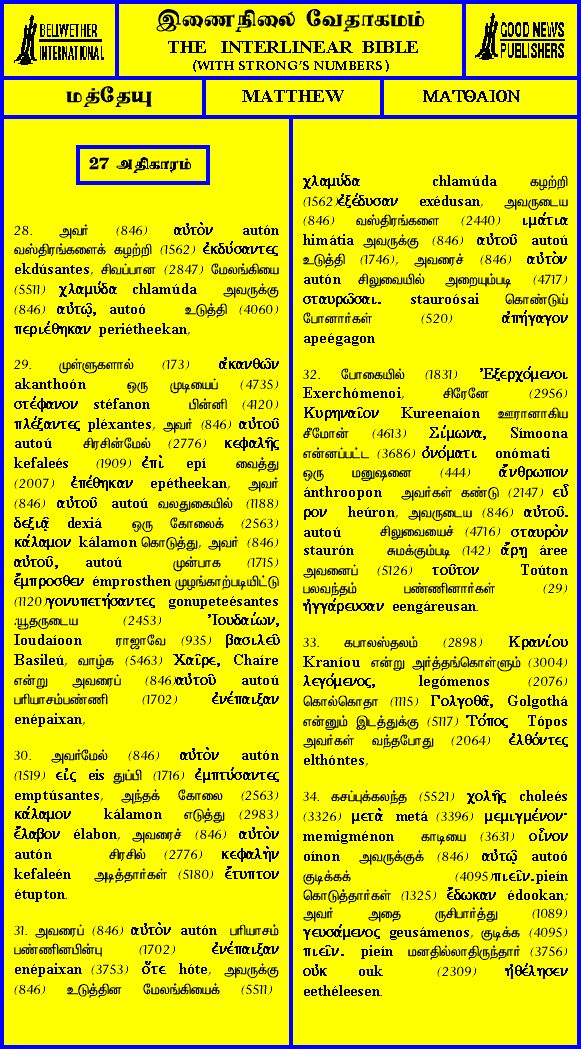 BELLWETHER
INTERNATIONAL
இணைநிலை வேதாகமம்
THE INTERLINEAR BIBLE
(WITH STRONG'S NUMBERS)
GOOD NEWS
PUBLISHERS
மத்தேயு
MATTHEW
ΜΑΤΘΑΙΟΝ
27 அதிகாரம்
28. அவர் (846) αὐτὸν autón
வஸ்திரங்களைக் கழற்றி (1562) ἐκδύσαντες
ekdúsantes, சிவப்பான (2847) மேலங்கியை
(5511) χλαμύδα chlamúda அவருக்கு
(846) αὐτῷ, autoó உடுத்தி (4060)
περιέθηκαν periétheekan,
29. முள்ளுகளால் (173) ἀκανθῶν
akanthoón ஒரு முடியைப் (4735)
στέφανον stéfanon பின்னி (4120)
πλέξαντες pléxantes, அவர் (846) αὐτοῦ
autoú சிரசின்மேல் (2776) κεφαλῆς
kefaleés (1909) ἐπὶ epí வைத்து
(2007) ἐπέθηκαν epétheekan, அவர்
(846) αὐτοῦ autoú வலதுகையில் (1188)
δεξιᾷ dexiá ஒரு கோலைக் (2563)
κάλαμον kálamon கொடுத்து, அவர் (846)
αὐτοῦ, autoú முன்பாக (1715)
ἔμπροσθεν émprosthen முழங்காற்படியிட்டு
(1120)γονυπετήσαντες gonupeteésantes
:யூதருடைய (2453) Ἰουδαίων,
Ioudaíoon ராஜாவே (935) βασιλεῦ
Basileú, வாழ்க (5463) Χαῖρε, Chaíre
என்று அவரைப் (846)αὐτοῦ autoú
பரியாசம்பண்ணி (1702) ἐνέπαιξαν
enépaixan,
30. அவர்மேல் (846) αὐτὸν autón
(1519) εἰς eis துப்பி (1716) ἐμπτύσαντες
emptúsantes, அந்தக் கோலை (2563)
κάλαμον kálamon எடுத்து (2983)
ἔλαβον élabon, அவரைச் (846) αὐτὸν
autón சிரசில் (2776) κεφαλὴν
kefaleén அடித்தார்கள் (5180) ἔτυπτον
étupton.
31. அவரைப் (846) αὐτὸν autón பரியாசம்
பண்ணினபின்பு (1702) ἐνέπαιξαν
enépaixan (3753) ὅτε hóte, அவருக்கு
(846) உடுத்தின மேலங்கியைக் (5511)
χλαμύδα chlamúda கழற்றி
(1562)ἐξέδυσαν exédusan, அவருடைய
(846) வஸ்திரங்களை (2440) ιμάτια
himátia அவருக்கு (846) αὐτοῦ autoú
உடுத்தி (1746), அவரைச் (846) αὐτὸν
autón சிலுவையில் அறையும்படி (4717)
σταυρῶσαι. stauroósai கொண்டுய்
போனார்கள் (520) ἀπήγαγον
apeégagon
32. போகையில் (1831) Ἐξερχόμενοι
Exerchómenoi, சிரேனே (2956)
Κυρηναῖον Kureenaíon ஊரானாகிய
சீமோன் (4613) Σίμωνα, Símoona
என்னப்பட்ட (3686) ὀνόματι onómati
ஒரு மனுஷனை (444) ἄνθρωπον
ánthroopon அவர்கள் கண்டு (2147) εὗ
ρον heúron, அவருடைய (846) αὐτοῦ.
autoú சிலுவையைச் (4716) σταυρὸν
staurón சுமக்கும்படி (142) ἄρῃ áree
அவனைப் (5126) τοῦτον Toúton
பலவந்தம் பண்ணினார்கள் (29)
ἠγγάρευσαν eengáreusan.
33. கபாலஸ்தலம் (2898) Κρανίου
Kraníou என்று அர்த்தங்கொள்ளும் (3004)
λεγόμενος, legómenos (2076)
கொல்கொதா (1115) Γολγοθᾶ, Golgothá
என்னும் இடத்துக்கு (5117) Τόπος Tópos
அவர்கள் வந்தபோது (2064) ἐλθόντες
elthóntes,
34. கசப்புக்கலந்த (5521) χολῆς choleés
(3326) μετὰ metá (3396) μεμιγμένον·
memigménon காடியை (3631) οἶνον
oínon அவருக்குக் (846) αὐτῷ autoó
குடிக்கக் (4095)πιεῖν.pieín
கொடுத்தார்கள் (1325) ἔδωκαν édookan;
அவர் அதை ருசிபார்த்து (1089)
γευσάμενος geusámenos, குடிக்க (4095)
πιεῖν. pieín மனதில்லாதிருந்தார் (3756)
οὐκ ouk (2309) ἠθέλησεν
eethéleesen.